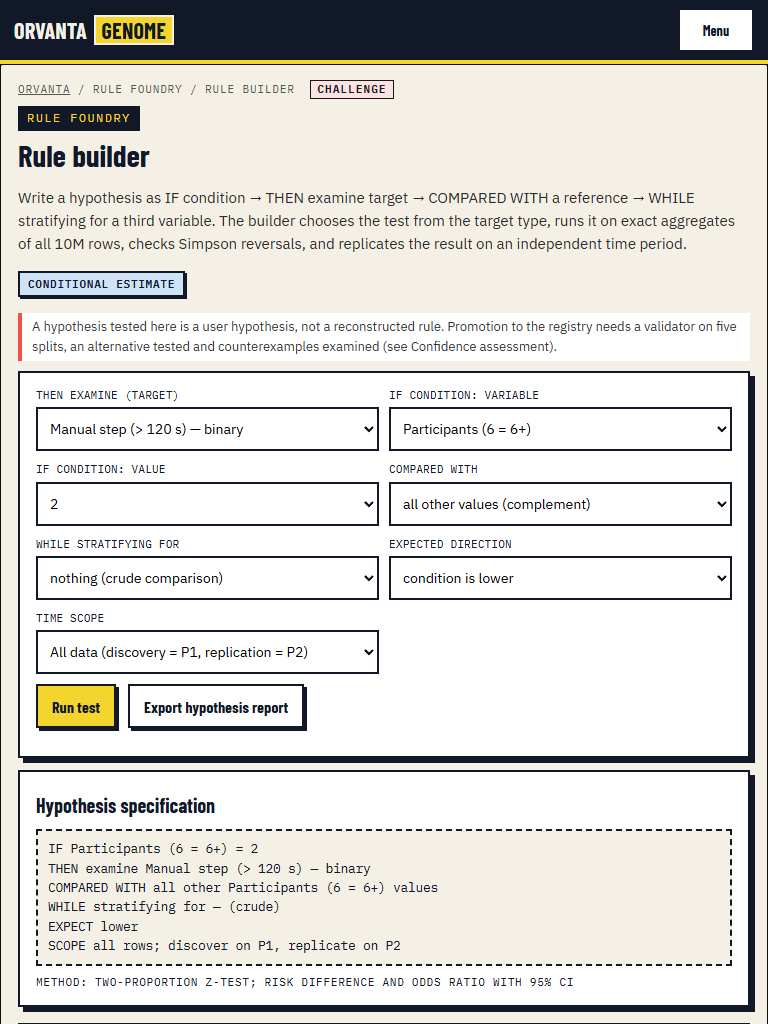 ORVANTA GENOME
Menu
ORVANTA / RULE FOUNDRY / RULE BUILDER CHALLENGE
RULE FOUNDRY
Rule builder
Write a hypothesis as IF condition → THEN examine target → COMPARED WITH a reference → WHILE
stratifying for a third variable. The builder chooses the test from the target type, runs it on exact aggregates
of all 10M rows, checks Simpson reversals, and replicates the result on an independent time period.
CONDITIONAL ESTIMATE
A hypothesis tested here is a user hypothesis, not a reconstructed rule. Promotion to the registry needs a validator on five
splits, an alternative tested and counterexamples examined (see Confidence assessment).
THEN EXAMINE (TARGET)
Manual step (> 120 s) — binary
IF CONDITION: VARIABLE
Participants (6 = 6+)
IF CONDITION: VALUE
2
COMPARED WITH
all other values (complement)
WHILE STRATIFYING FOR
nothing (crude comparison)
EXPECTED DIRECTION
condition is lower
TIME SCOPE
All data (discovery = P1, replication = P2)
Run test
Export hypothesis report
Hypothesis specification
IF Participants (6 = 6+) = 2
THEN examine Manual step (> 120 s) — binary
COMPARED WITH all other Participants (6 = 6+) values
WHILE stratifying for — (crude)
EXPECT lower
SCOPE all rows; discover on P1, replicate on P2
METHOD: TWO-PROPORTION Z-TEST; RISK DIFFERENCE AND ODDS RATIO WITH 95% CI